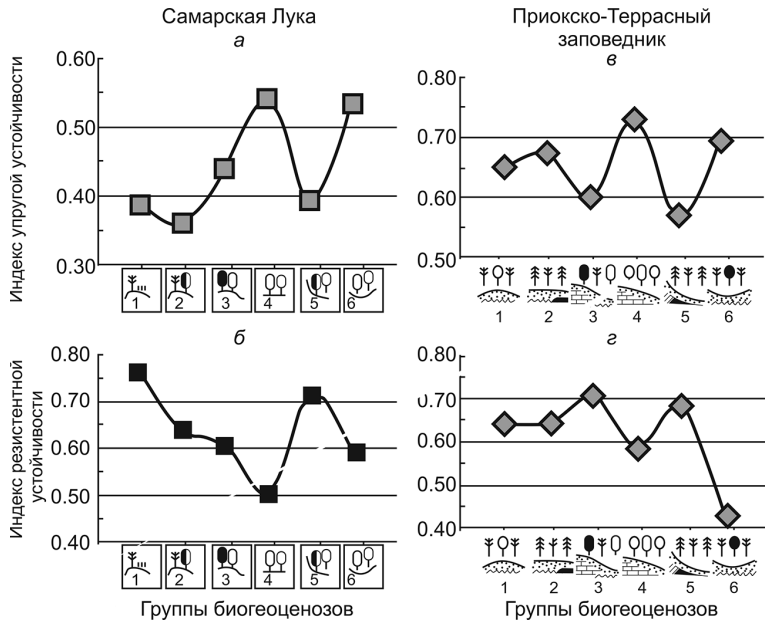 Самарская Лука
а
Приокско-Террасный
заповедник
в
Индекс упругой устойчивости
0.60
0.50
0.40
0.30
1 2 3 4 5 6
0.80
0.70
0.60
0.50
1 2 3 4 5 6
б
г
Индекс резистентной
устойчивости
0.80
0.70
0.60
0.50
0.40
1 2 3 4 5 6
Группы биогеоценозов
0.80
0.70
0.60
0.50
0.40
1 2 3 4 5 6
Группы биогеоценозов